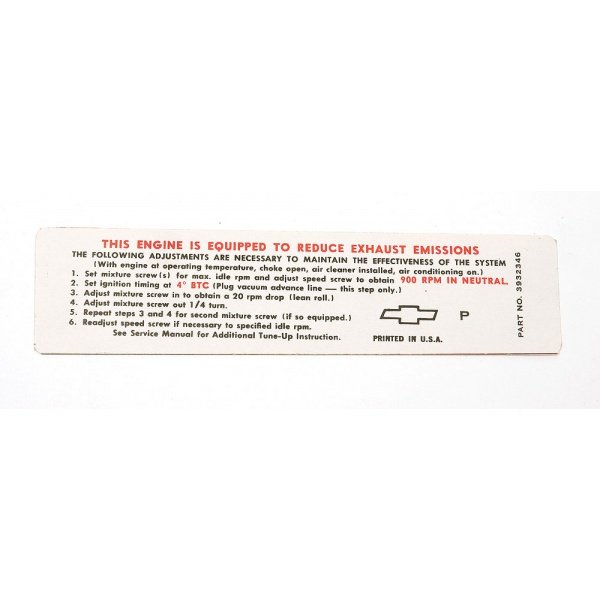 THIS ENGINE IS EQUIPPED TO REDUCE EXHAUST EMISSIONS
THE FOLLOWING ADJUSTMENTS ARE NECESSARY TO MAINTAIN THE EFFECTIVENESS OF THE SYSTEM
(With engine at operating temperature, choke open, air cleaner installed, air conditioning on.)
1. Set mixture screw(s) for max. idle rpm and adjust speed screw to obtain 900 RPM IN NEUTRAL.
2. Set ignition timing at 4° BTC (Plug vacuum advance line — this step only.)
3. Adjust mixture screw in to obtain a 20 rpm drop (lean roll.)
4. Adjust mixture screw out 1/4 turn.
5. Repeat steps 3 and 4 for second mixture screw (if so equipped.)
6. Readjust speed screw if necessary to specified idle rpm.
See Service Manual for Additional Tune-Up Instruction.
P
PRINTED IN U.S.A.
PART NO. 3932346